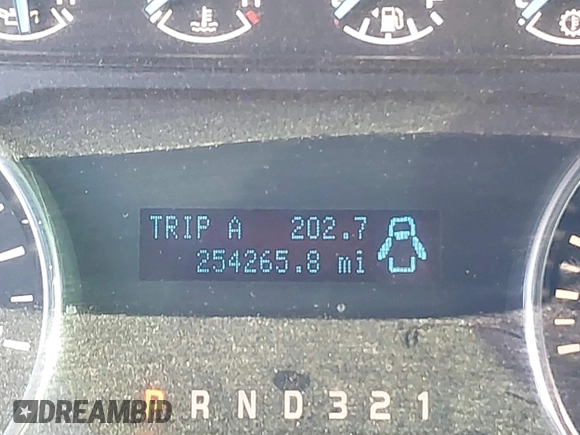 H
TRIP A 202.7
254265.8 mi
P R N D 3 2 1
DREAMBID